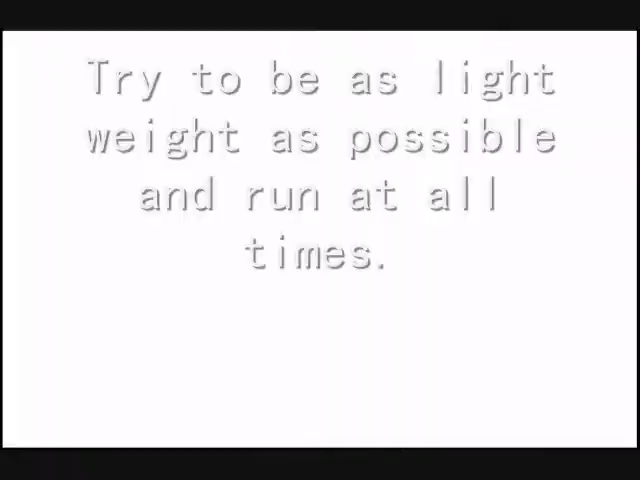 Try to be as light
weight as possible
and run at all
times.